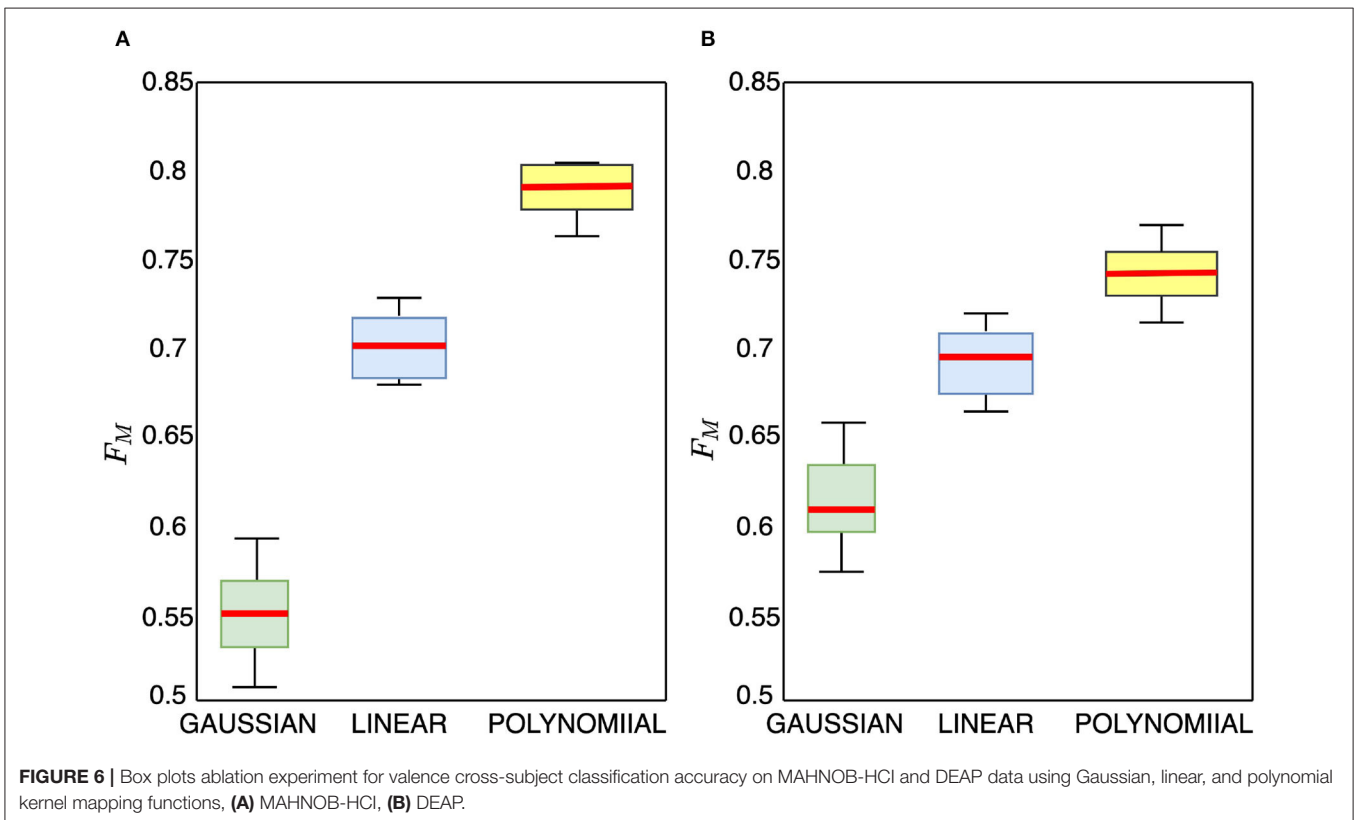 A
0.85
0.8
0.75
0.7
0.65
0.6
0.55
0.5
F_M
GAUSSIAN LINEAR POLYNOMIIAL
B
0.85
0.8
0.75
0.7
0.65
0.6
0.55
0.5
F_M
GAUSSIAN LINEAR POLYNOMIIAL
FIGURE 6 | Box plots ablation experiment for valence cross-subject classification accuracy on MAHNOB-HCI and DEAP data using Gaussian, linear, and polynomial
kernel mapping functions, (A) MAHNOB-HCI, (B) DEAP.